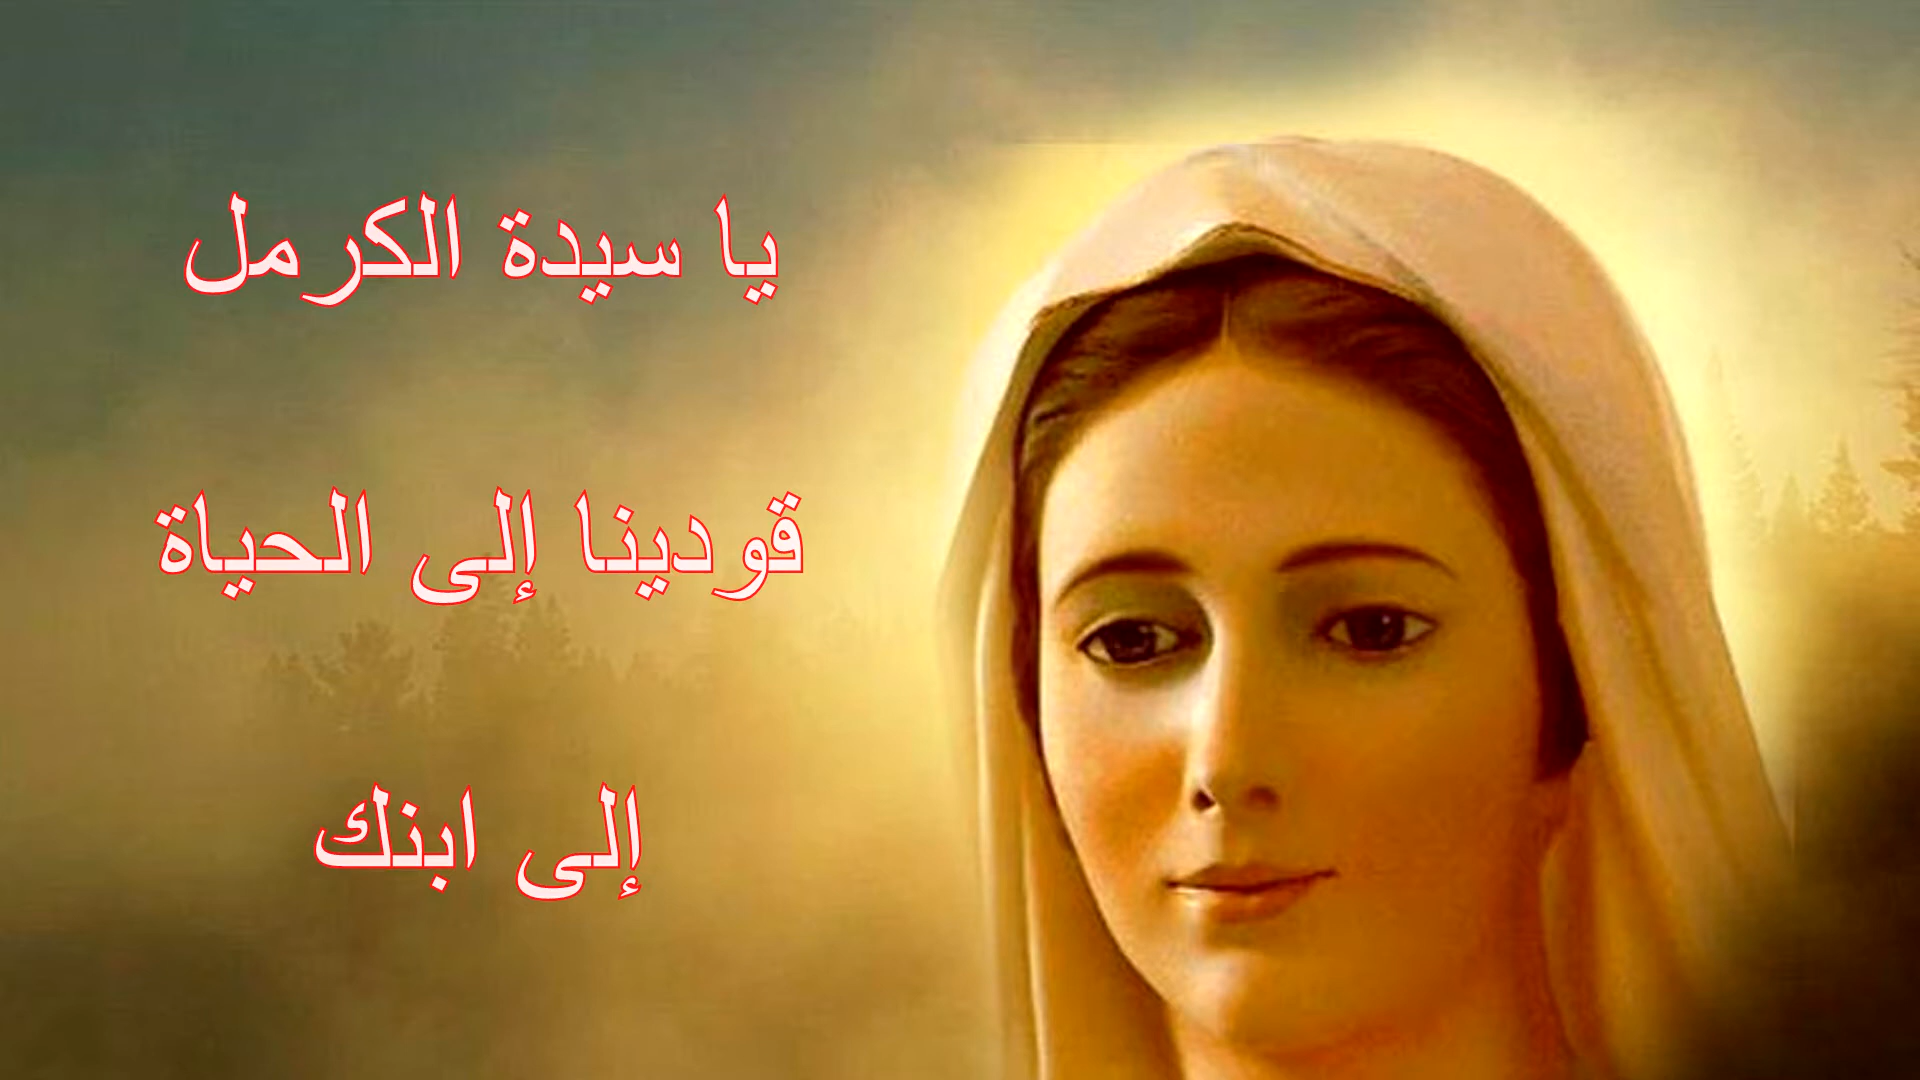 يا سيدة الكرمل
قودينا إلى الحياة
إلى ابنك